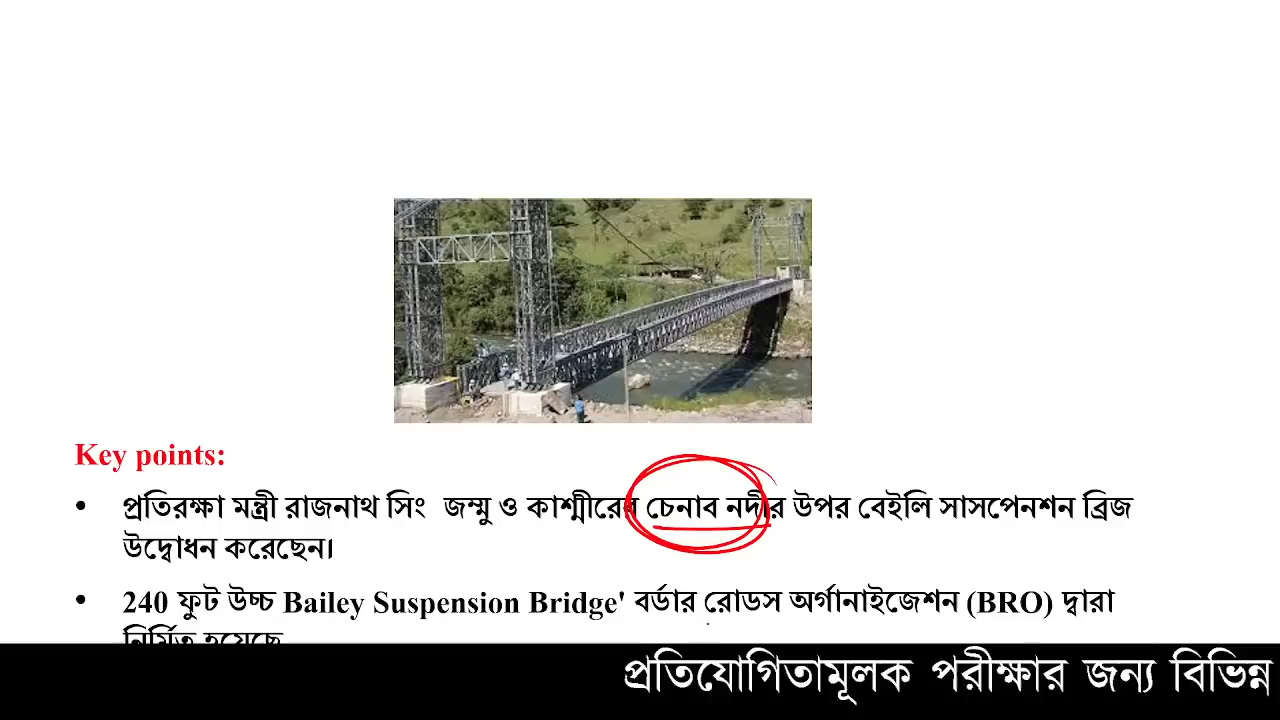 Key points:
• প্রতিরক্ষা মন্ত্রী রাজনাথ সিং জম্মু ও কাশ্মীরের চেনাব নদীর উপর বেইলি সাসপেনশন ব্রিজ
উদ্বোধন করেছেন।
• 240 ফুট উচ্চ Bailey Suspension Bridge' বর্ডার রোডস অর্গানাইজেশন (BRO) দ্বারা
নির্মিত হয়েছে
প্রতিযোগিতামূলক পরীক্ষার জন্য বিভিন্ন